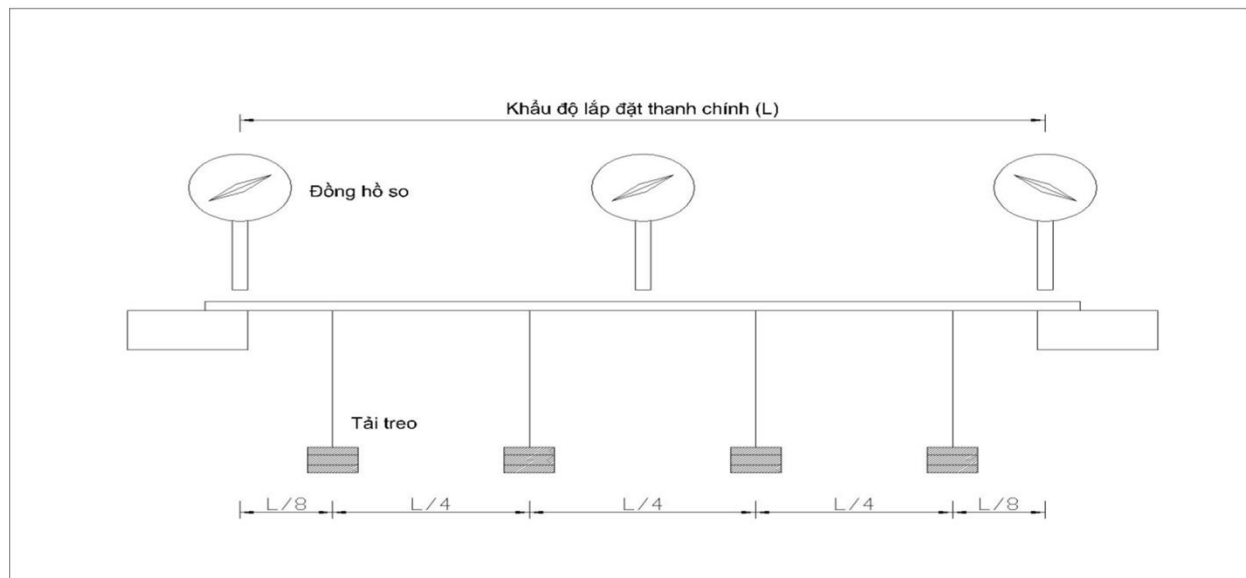 Khẩu độ lắp đặt thanh chính (L)
Đồng hồ so
Tải treo
L/8 L/4 L/4 L/4 L/8